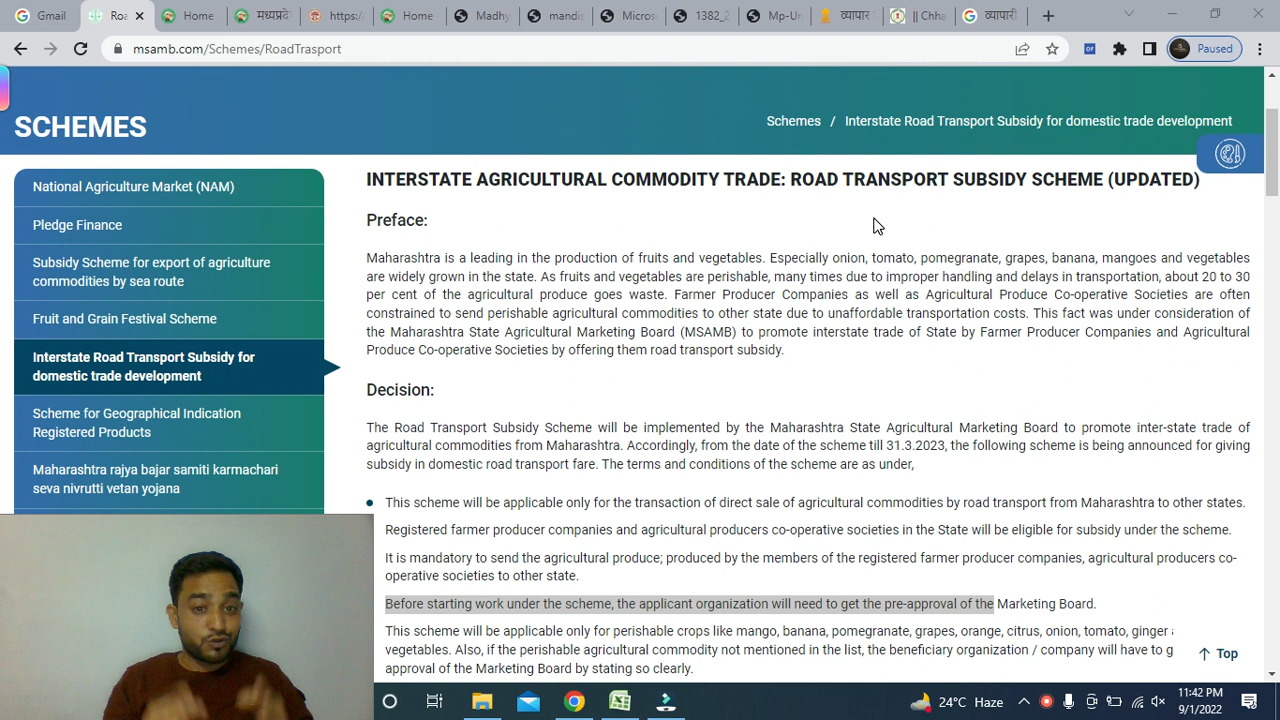 Gmail
Roa
Home
मध्यप्रदे
https:/
Home
Madhy
mandi
Micros
1382_2
Mp-Un
व्यापार
|| Chha
व्यापारी
msamb.com/Schemes/RoadTrasport
Paused
SCHEMES
Schemes / Interstate Road Transport Subsidy for domestic trade development
National Agriculture Market (NAM)
Pledge Finance
Subsidy Scheme for export of agriculture
commodities by sea route
Fruit and Grain Festival Scheme
Interstate Road Transport Subsidy for
domestic trade development
Scheme for Geographical Indication
Registered Products
Maharashtra rajya bajar samiti karmachari
seva nivrutti vetan yojana
INTERSTATE AGRICULTURAL COMMODITY TRADE: ROAD TRANSPORT SUBSIDY SCHEME (UPDATED)
Preface:
Maharashtra is a leading in the production of fruits and vegetables. Especially onion, tomato, pomegranate, grapes, banana, mangoes and vegetables
are widely grown in the state. As fruits and vegetables are perishable, many times due to improper handling and delays in transportation, about 20 to 30
per cent of the agricultural produce goes waste. Farmer Producer Companies as well as Agricultural Produce Co-operative Societies are often
constrained to send perishable agricultural commodities to other state due to unaffordable transportation costs. This fact was under consideration of
the Maharashtra State Agricultural Marketing Board (MSAMB) to promote interstate trade of State by Farmer Producer Companies and Agricultural
Produce Co-operative Societies by offering them road transport subsidy.
Decision:
The Road Transport Subsidy Scheme will be implemented by the Maharashtra State Agricultural Marketing Board to promote inter-state trade of
agricultural commodities from Maharashtra. Accordingly, from the date of the scheme till 31.3.2023, the following scheme is being announced for giving
subsidy in domestic road transport fare. The terms and conditions of the scheme are as under,
This scheme will be applicable only for the transaction of direct sale of agricultural commodities by road transport from Maharashtra to other states.
Registered farmer producer companies and agricultural producers co-operative societies in the State will be eligible for subsidy under the scheme.
It is mandatory to send the agricultural produce; produced by the members of the registered farmer producer companies, agricultural producers co-
operative societies to other state.
Before starting work under the scheme, the applicant organization will need to get the pre-approval of the Marketing Board.
This scheme will be applicable only for perishable crops like mango, banana, pomegranate, grapes, orange, citrus, onion, tomato, ginger
vegetables. Also, if the perishable agricultural commodity not mentioned in the list, the beneficiary organization / company will have to g
approval of the Marketing Board by stating so clearly.
Top
24°C Haze
11:42 PM
9/1/2022